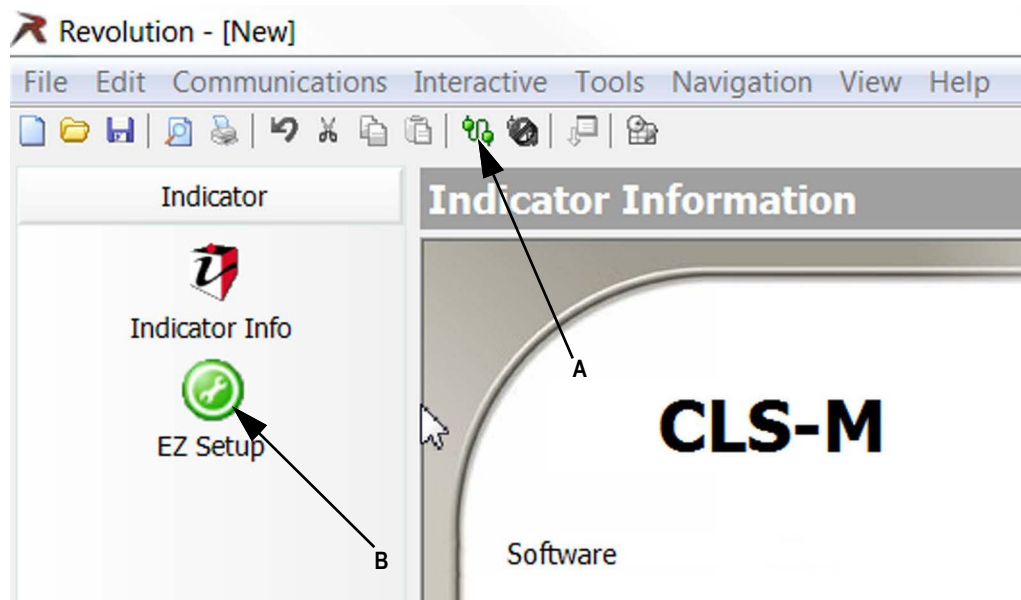 Revolution - [New]
File Edit Communications Interactive Tools Navigation View Help
Indicator
Indicator Information
Indicator Info
A
CLS-M
EZ Setup
B
Software